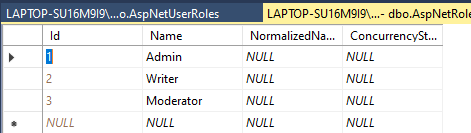 LAPTOP-SU16M9I9\...o.AspNetUserRoles LAPTOP-SU16M9I9\...- dbo.AspNetRole
Id Name NormalizedNa... ConcurrencySt...
1 Admin NULL NULL
2 Writer NULL NULL
3 Moderator NULL NULL
NULL NULL NULL NULL